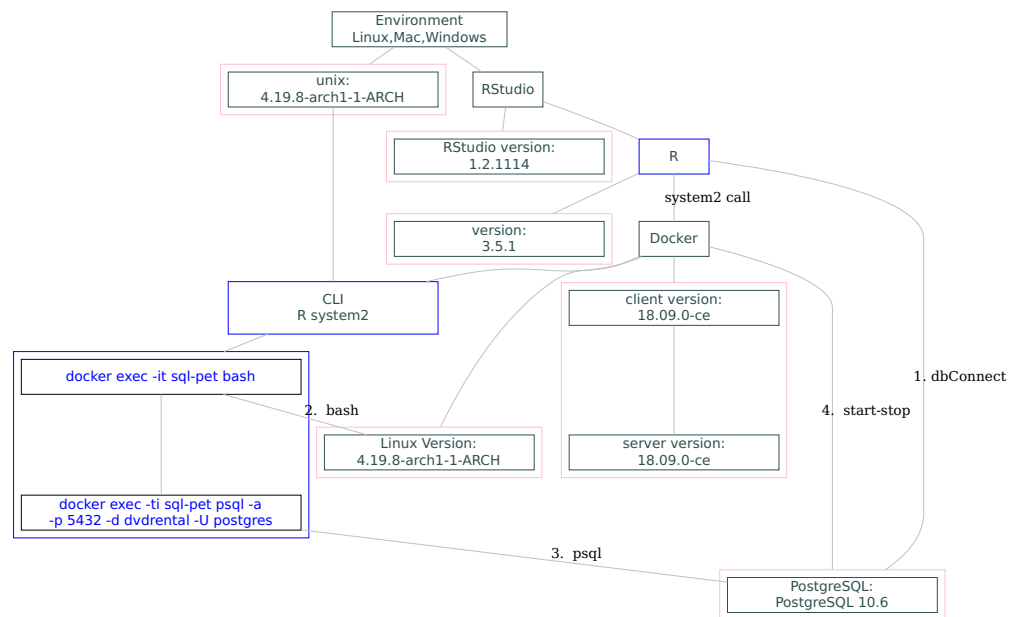 Environment
Linux,Mac,Windows
unix:
4.19.8-arch1-1-ARCH
RStudio
RStudio version:
1.2.1114
R
system2 call
version:
3.5.1
Docker
CLI
R system2
client version:
18.09.0-ce
docker exec -it sql-pet bash
1. dbConnect
2.  bash
4.  start-stop
Linux Version:
4.19.8-arch1-1-ARCH
server version:
18.09.0-ce
docker exec -ti sql-pet psql -a
-p 5432 -d dvdrental -U postgres
3.  psql
PostgreSQL:
PostgreSQL 10.6